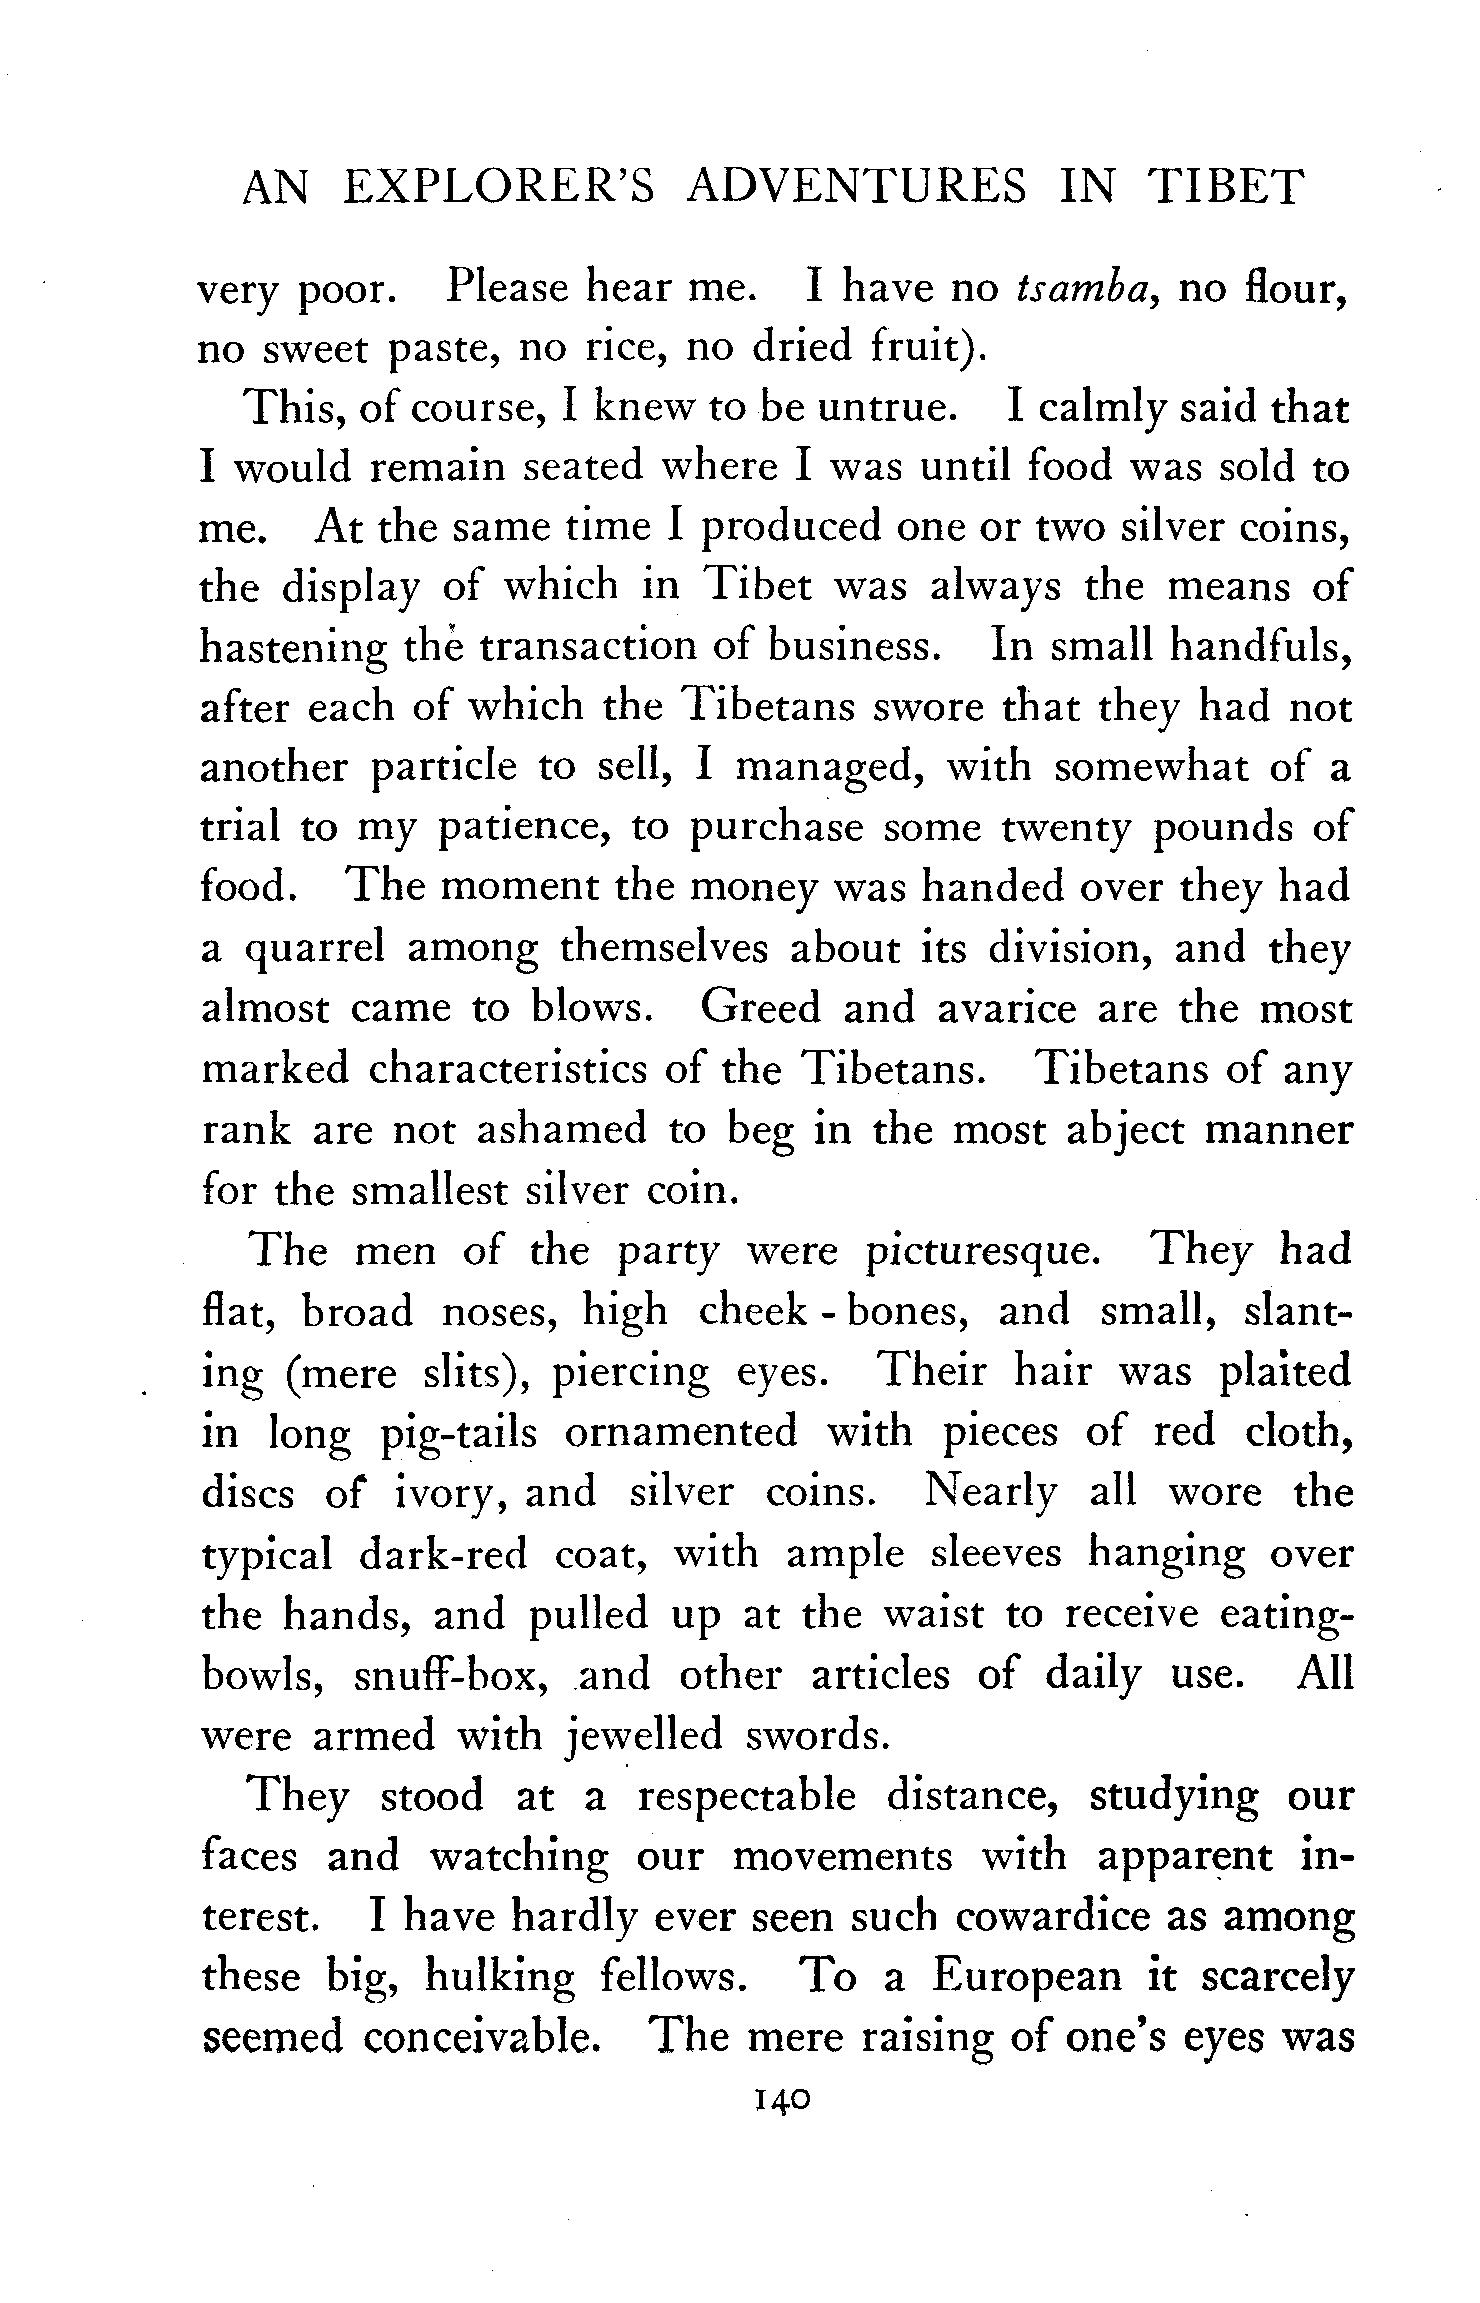 AN EXPLORER'S ADVENTURES IN TIBET
very poor. Please hear me. I have no tsamba, no flour,
no sweet paste, no rice, no dried fruit).
This, of course, I knew to be untrue. I calmly said that
I would remain seated where I was until food was sold to
me. At the same time I produced one or two silver coins,
the display of which in Tibet was always the means of
hastening the transaction of business. In small handfuls,
after each of which the Tibetans swore that they had not
another particle to sell, I managed, with somewhat of a
trial to my patience, to purchase some twenty pounds of
food. The moment the money was handed over they had
a quarrel among themselves about its division, and they
almost came to blows. Greed and avarice are the most
marked characteristics of the Tibetans. Tibetans of any
rank are not ashamed to beg in the most abject manner
for the smallest silver coin.
The men of the party were picturesque. They had
flat, broad noses, high cheek-bones, and small, slant-
ing (mere slits), piercing eyes. Their hair was plaited
in long pig-tails ornamented with pieces of red cloth,
discs of ivory, and silver coins. Nearly all wore the
typical dark-red coat, with ample sleeves hanging over
the hands, and pulled up at the waist to receive eating-
bowls, snuff-box, and other articles of daily use. All
were armed with jewelled swords.
They stood at a respectable distance, studying our
faces and watching our movements with apparent in-
terest. I have hardly ever seen such cowardice as among
these big, hulking fellows. To a European it scarcely
seemed conceivable. The mere raising of one's eyes was
140